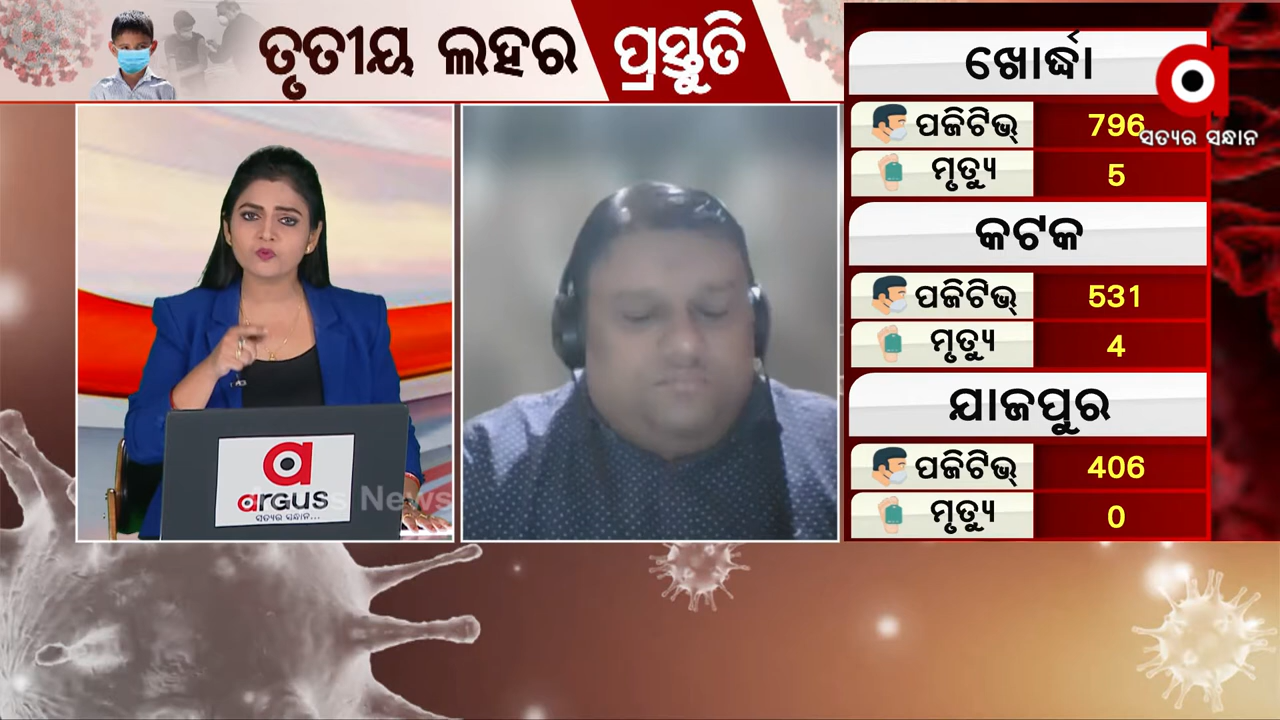 ତୃତୀୟ ଲହର ପ୍ରସ୍ତୁତି
ଖୋର୍ଦ୍ଧା
ପଜିଟିଭ୍ 796
ସତ୍ୟର ସନ୍ଧାନ
ମୃତ୍ୟୁ 5
କଟକ
ପଜିଟିଭ୍ 531
ମୃତ୍ୟୁ 4
ଯାଜପୁର
ପଜିଟିଭ୍ 406
ମୃତ୍ୟୁ 0
a
argus
ସତ୍ୟର ସନ୍ଧାନ...
News